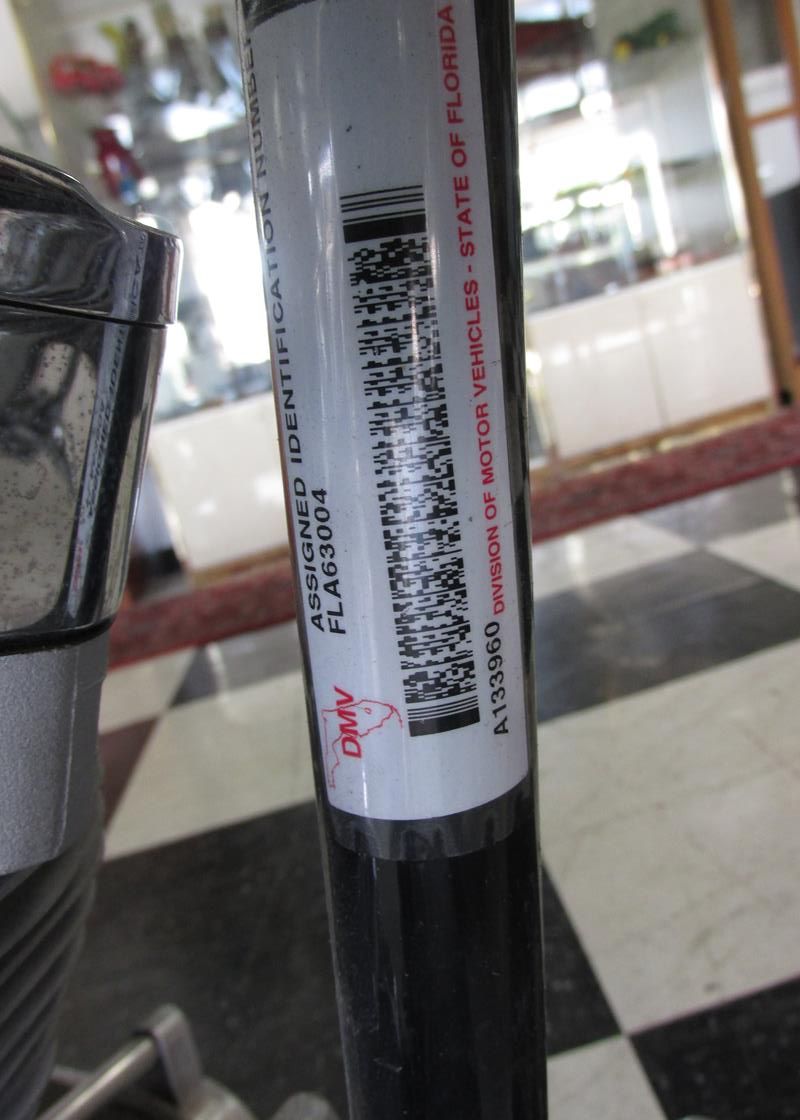 ASSIGNED IDENTIFICATION NUMBER
FLA63004
DMV
A133960 DIVISION OF MOTOR VEHICLES - STATE OF FLORIDA